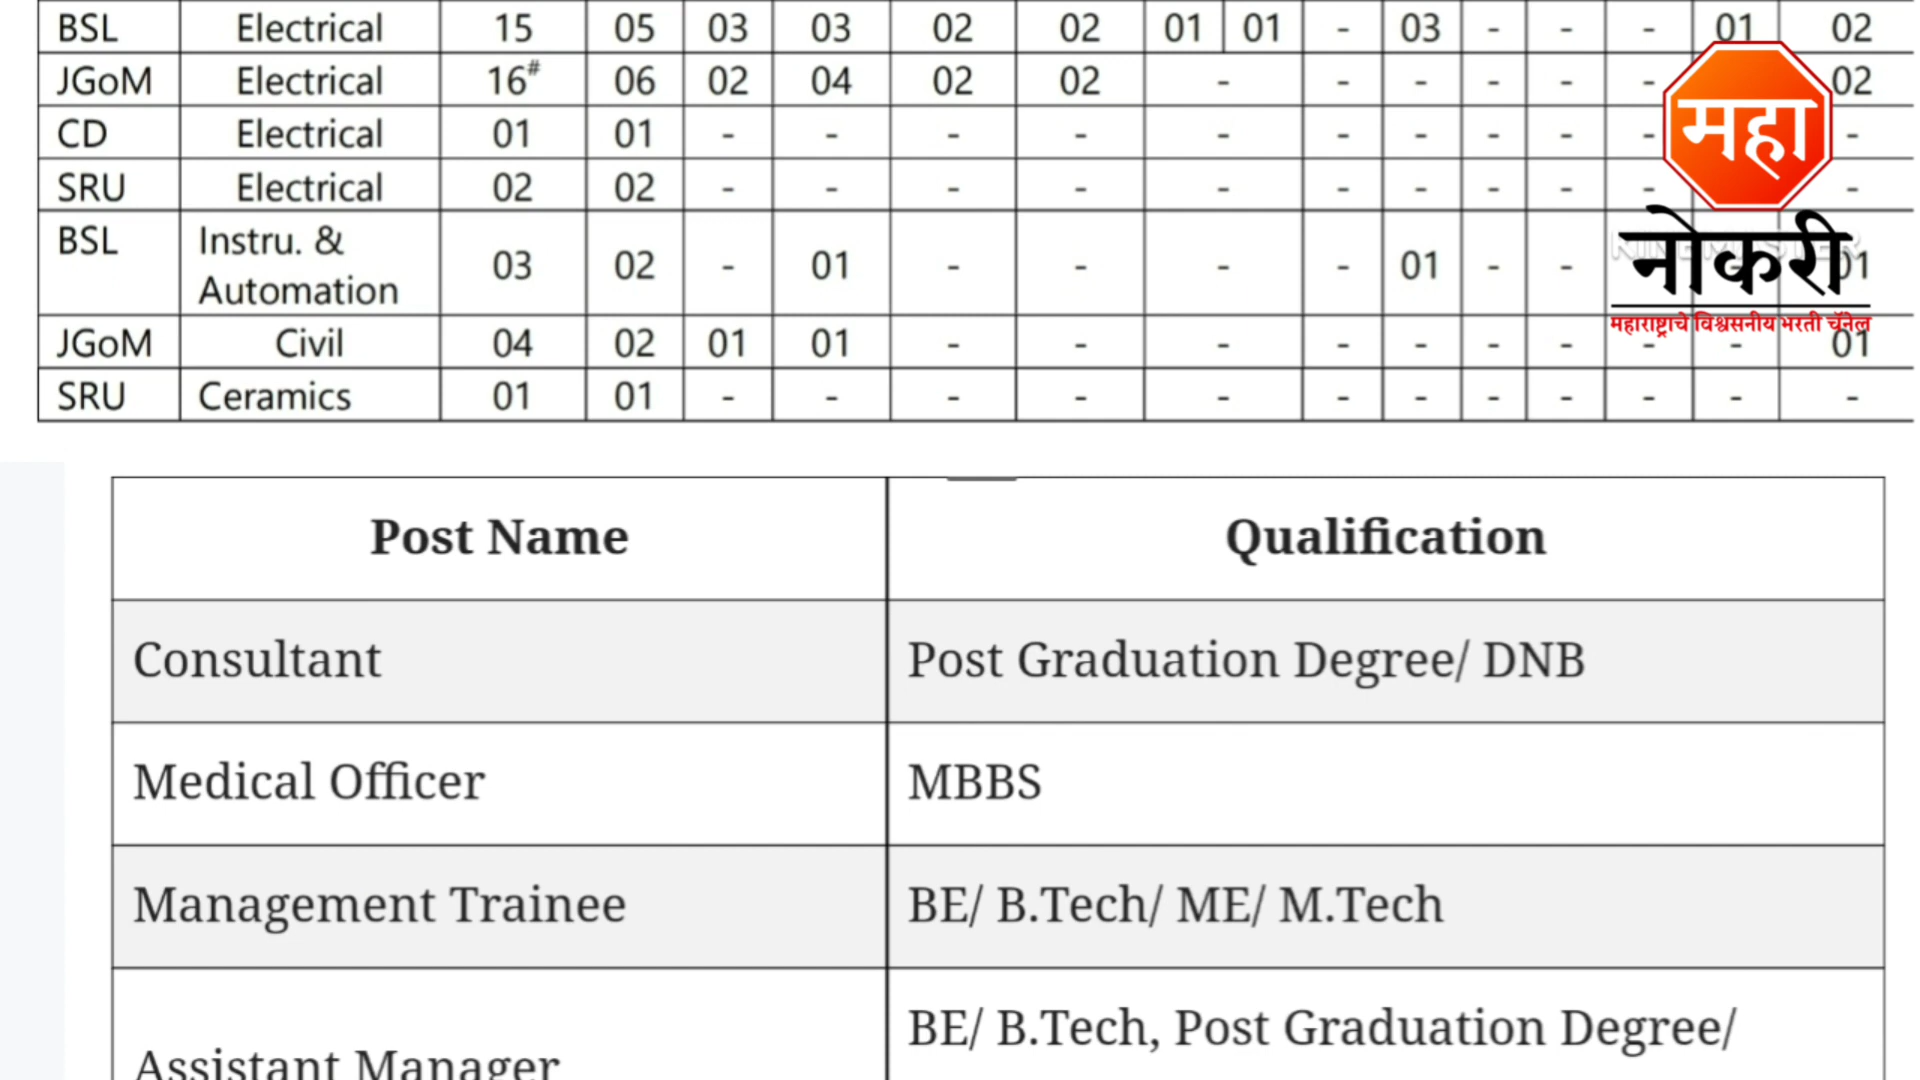 BSL Electrical 15 05 03 03 02 02 01 01 - 03 - - - 01 02
JGoM Electrical 16# 06 02 04 02 02 - - - - - - 02
CD Electrical 01 01 - - - - - - - - - - -
SRU Electrical 02 02 - - - - - - - - - - -
BSL Instru. & Automation 03 02 - 01 - - - - 01 - - 01
JGoM Civil 04 02 01 01 - - - - - - - - - 01
SRU Ceramics 01 01 - - - - - - - - - - - -
महा
नोकरी
महाराष्ट्राचे विश्वसनीय भरती चॅनेल
Post Name Qualification
Consultant Post Graduation Degree/ DNB
Medical Officer MBBS
Management Trainee BE/ B.Tech/ ME/ M.Tech
BE/ B.Tech, Post Graduation Degree/
Assistant Manager